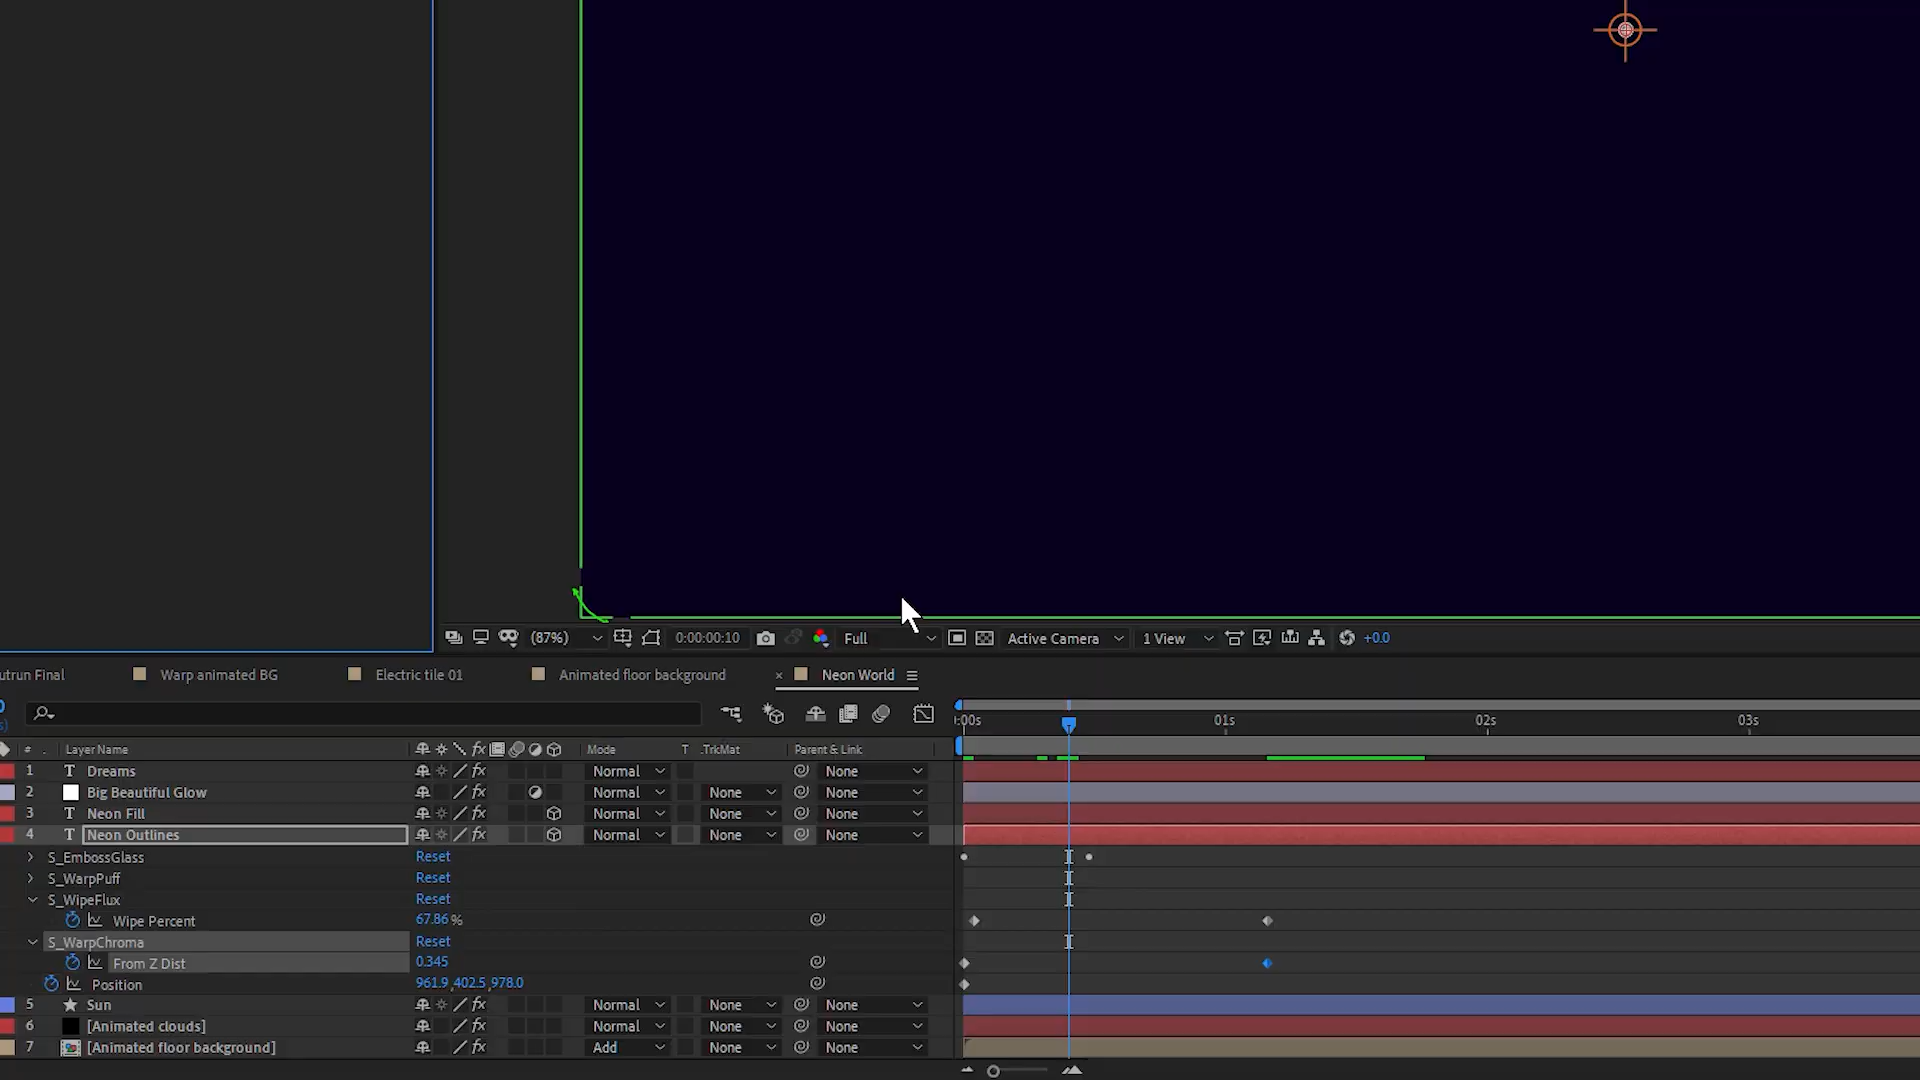 (87%) 0:00:00:10 Full Active Camera 1 View +0.0
utrun Final Warp animated BG Electric tile 01 Animated floor background × Neon World
:00s 01s 02s 03s
# Layer Name Mode T .TrkMat Parent & Link
1 T Dreams Normal None
2 Big Beautiful Glow Normal None None
3 T Neon Fill Normal None None
4 T Neon Outlines Normal None None
S_EmbossGlass Reset
S_WarpPuff Reset
S_WipeFlux Reset
Wipe Percent 67.86 %
S_WarpChroma Reset
From Z Dist 0.345
Position 961.9,402.5,978.0
5 Sun Normal None None
6 [Animated clouds] Normal None None
7 [Animated floor background] Add None None